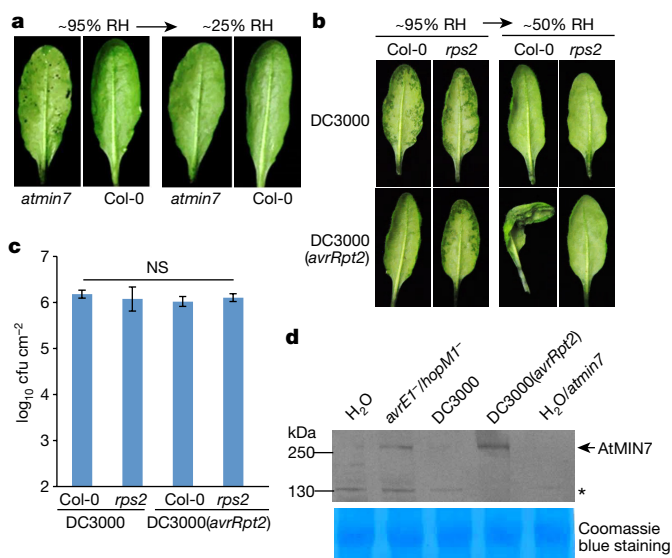 a
~95% RH → ~25% RH
atmin7 Col-0 atmin7 Col-0
b
~95% RH → ~50% RH
Col-0 rps2 Col-0 rps2
DC3000
DC3000
(avrRpt2)
c
NS
log₁₀ cfu cm⁻²
7
6
5
4
3
2
Col-0 rps2 Col-0 rps2
DC3000 DC3000(avrRpt2)
d
H₂O avrE1⁻/hopM1⁻ DC3000 DC3000(avrRpt2) H₂O/atmin7
kDa
250
130
AtMIN7
*
Coomassie
blue staining